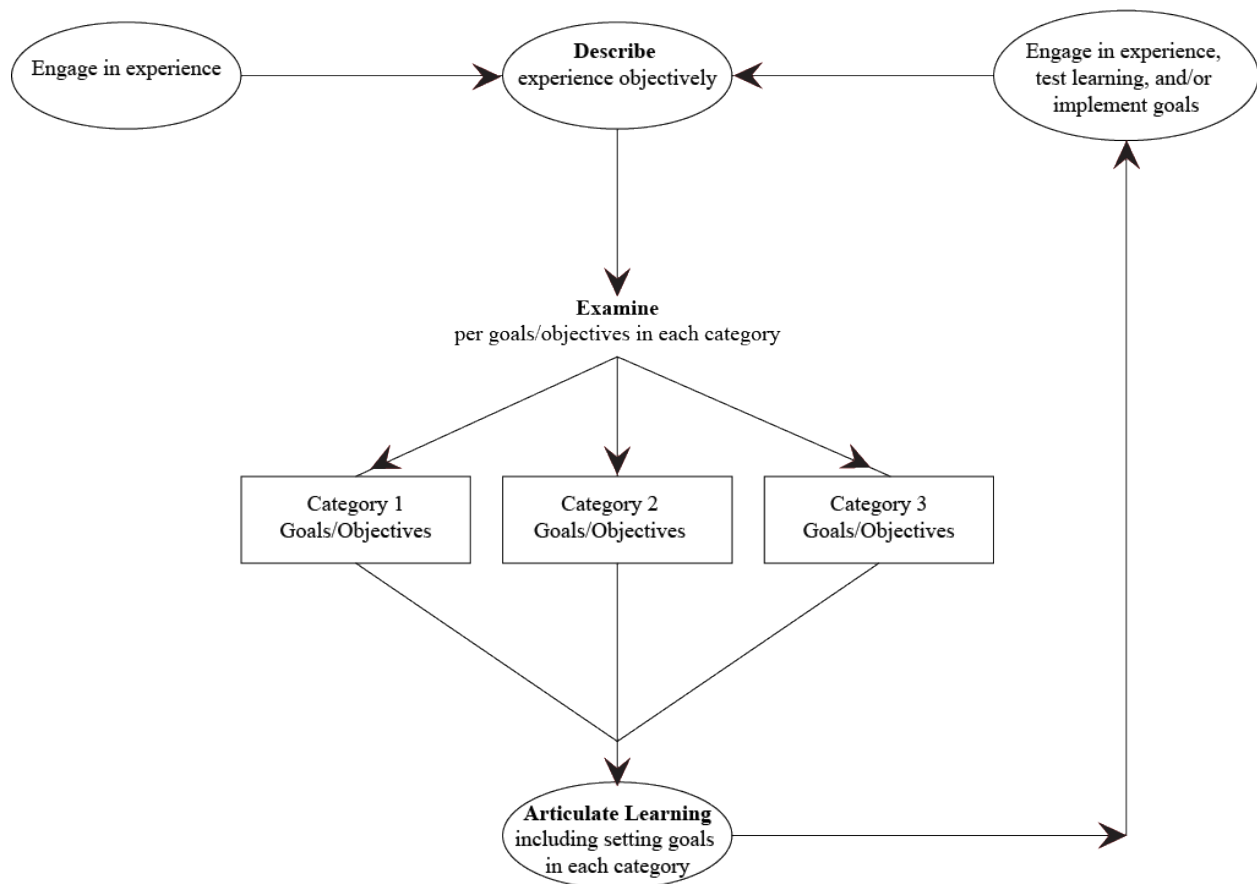 Engage in experience
Describe
experience objectively
Engage in experience,
test learning, and/or
implement goals
Examine
per goals/objectives in each category
Category 1
Goals/Objectives
Category 2
Goals/Objectives
Category 3
Goals/Objectives
Articulate Learning
including setting goals
in each category